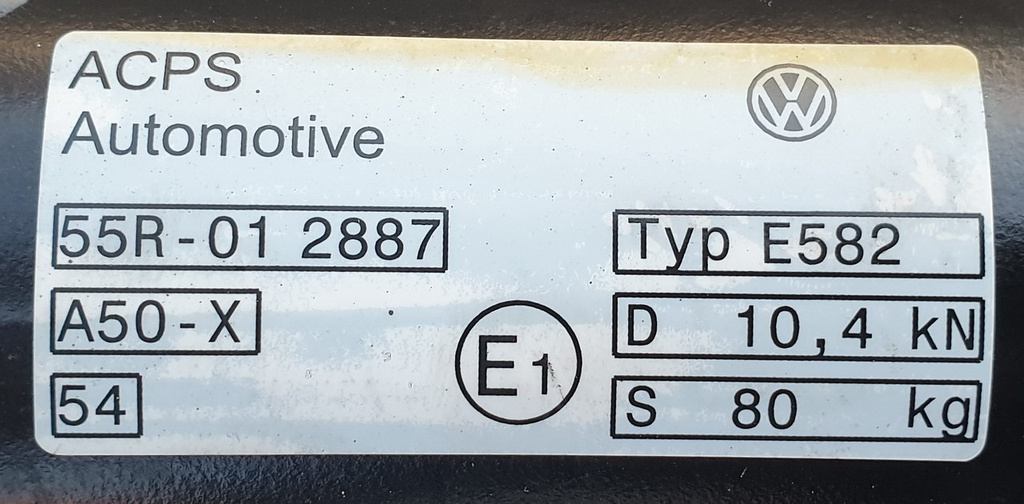 ACPS
Automotive
55R-01 2887
A50-X
54
E1
Typ E582
D 10,4 kN
S 80 kg